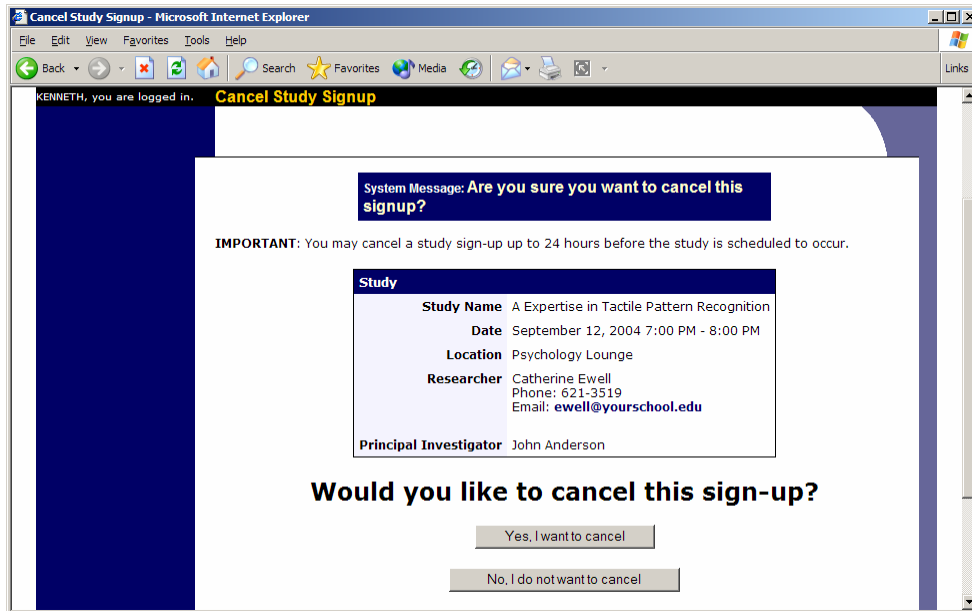 Cancel Study Signup - Microsoft Internet Explorer
File Edit View Favorites Tools Help
Back Search Favorites Media Links
KENNETH, you are logged in. Cancel Study Signup
System Message: Are you sure you want to cancel this
signup?
IMPORTANT: You may cancel a study sign-up up to 24 hours before the study is scheduled to occur.
Study
Study Name A Expertise in Tactile Pattern Recognition
Date September 12, 2004 7:00 PM - 8:00 PM
Location Psychology Lounge
Researcher Catherine Ewell
Phone: 621-3519
Email: ewell@yourschool.edu
Principal Investigator John Anderson
Would you like to cancel this sign-up?
Yes, I want to cancel
No, I do not want to cancel